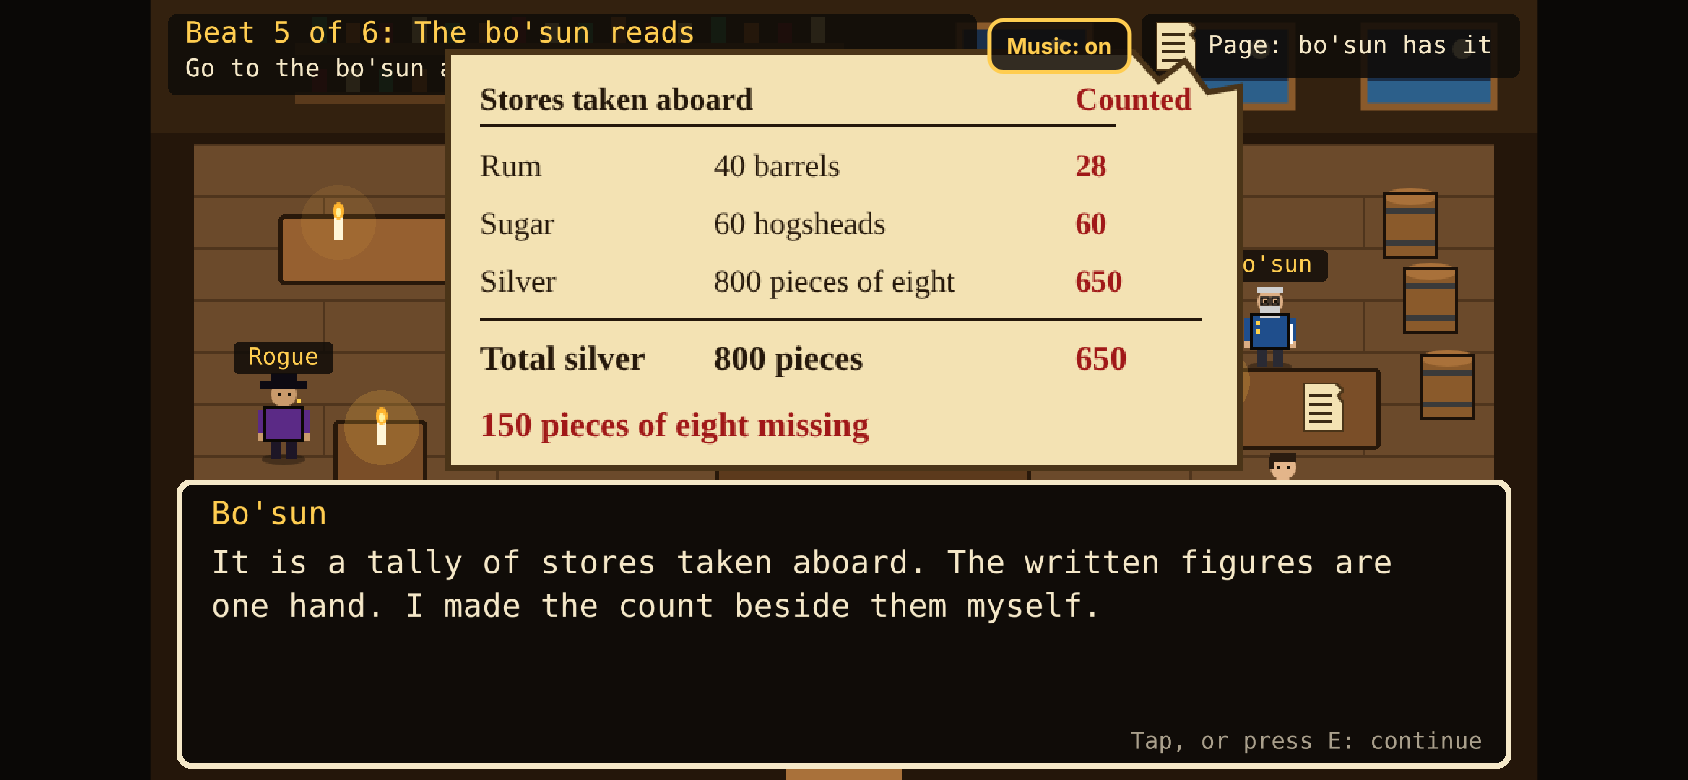 Beat 5 of 6: The bo'sun reads
Go to the bo'sun a
Music: on
Page: bo'sun has it
Stores taken aboard Counted
Rum 40 barrels 28
Sugar 60 hogsheads 60
Silver 800 pieces of eight 650
Total silver 800 pieces 650
150 pieces of eight missing
o'sun
Rogue
Bo'sun
It is a tally of stores taken aboard. The written figures are
one hand. I made the count beside them myself.
Tap, or press E: continue